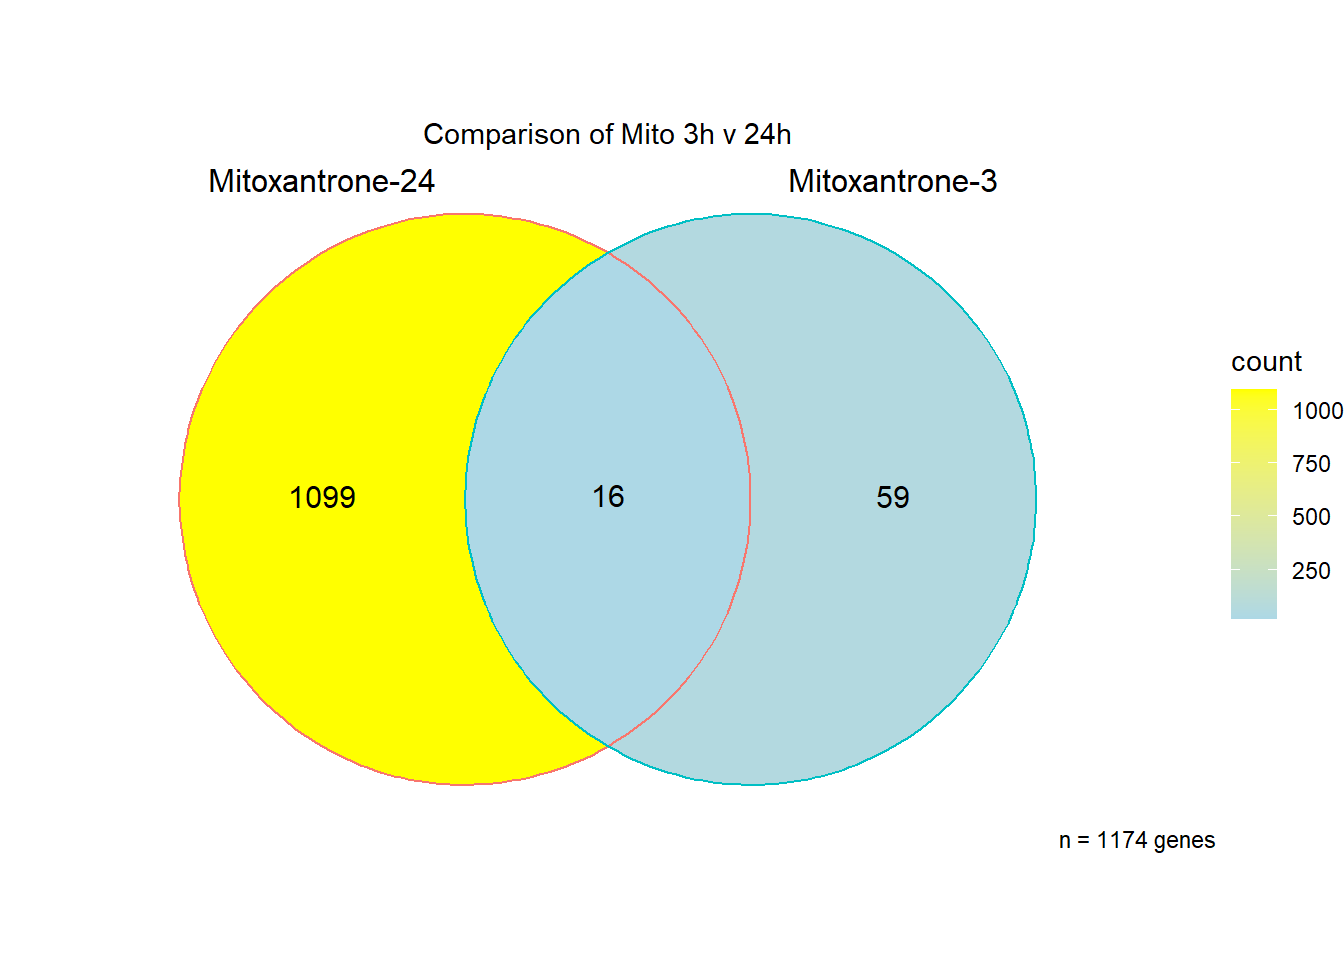 Comparison of Mito 3h v 24h
Mitoxantrone-24
Mitoxantrone-3
1099
16
59
count
1000
750
500
250
n = 1174 genes